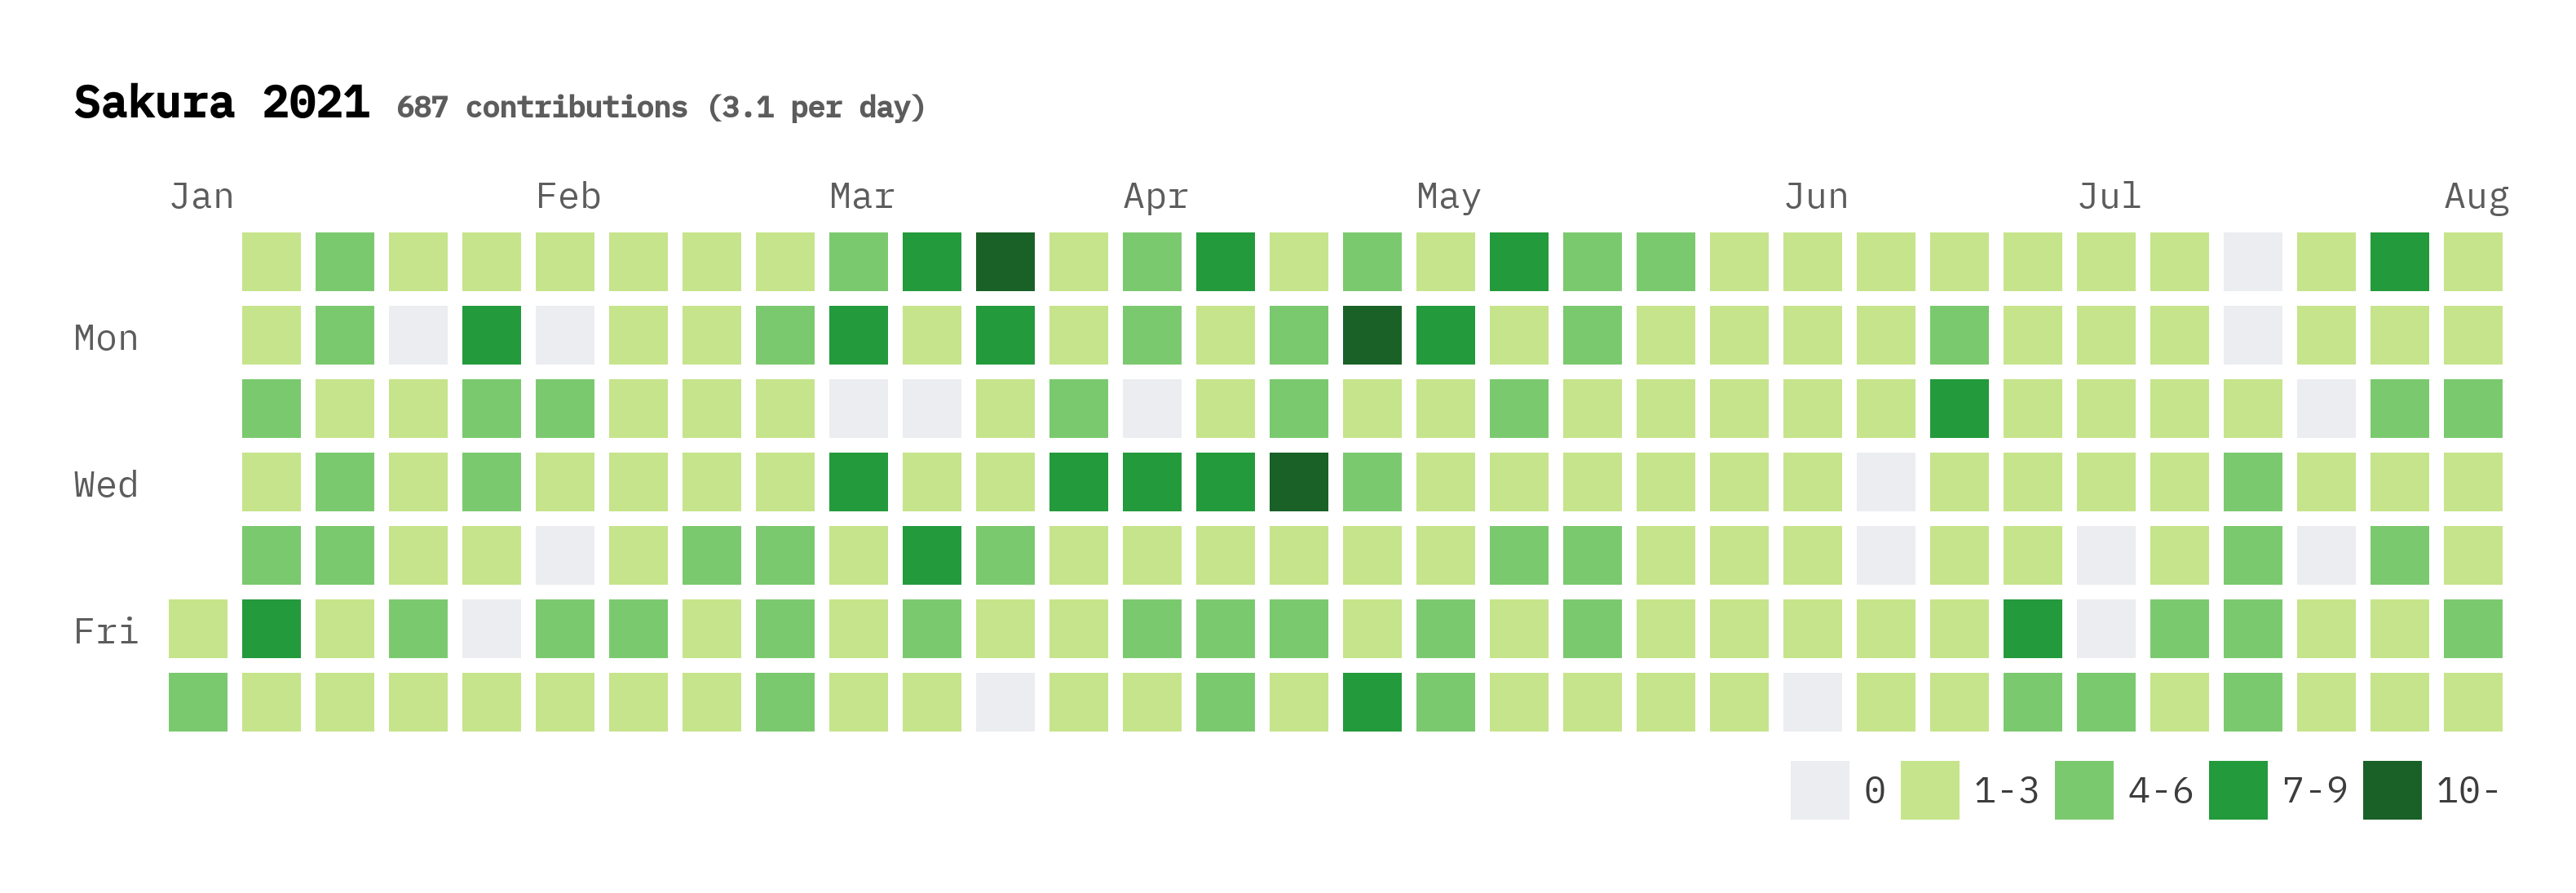 Sakura 2021 687 contributions (3.1 per day)
Jan Feb Mar Apr May Jun Jul Aug
Mon
Wed
Fri
0 1-3 4-6 7-9 10-